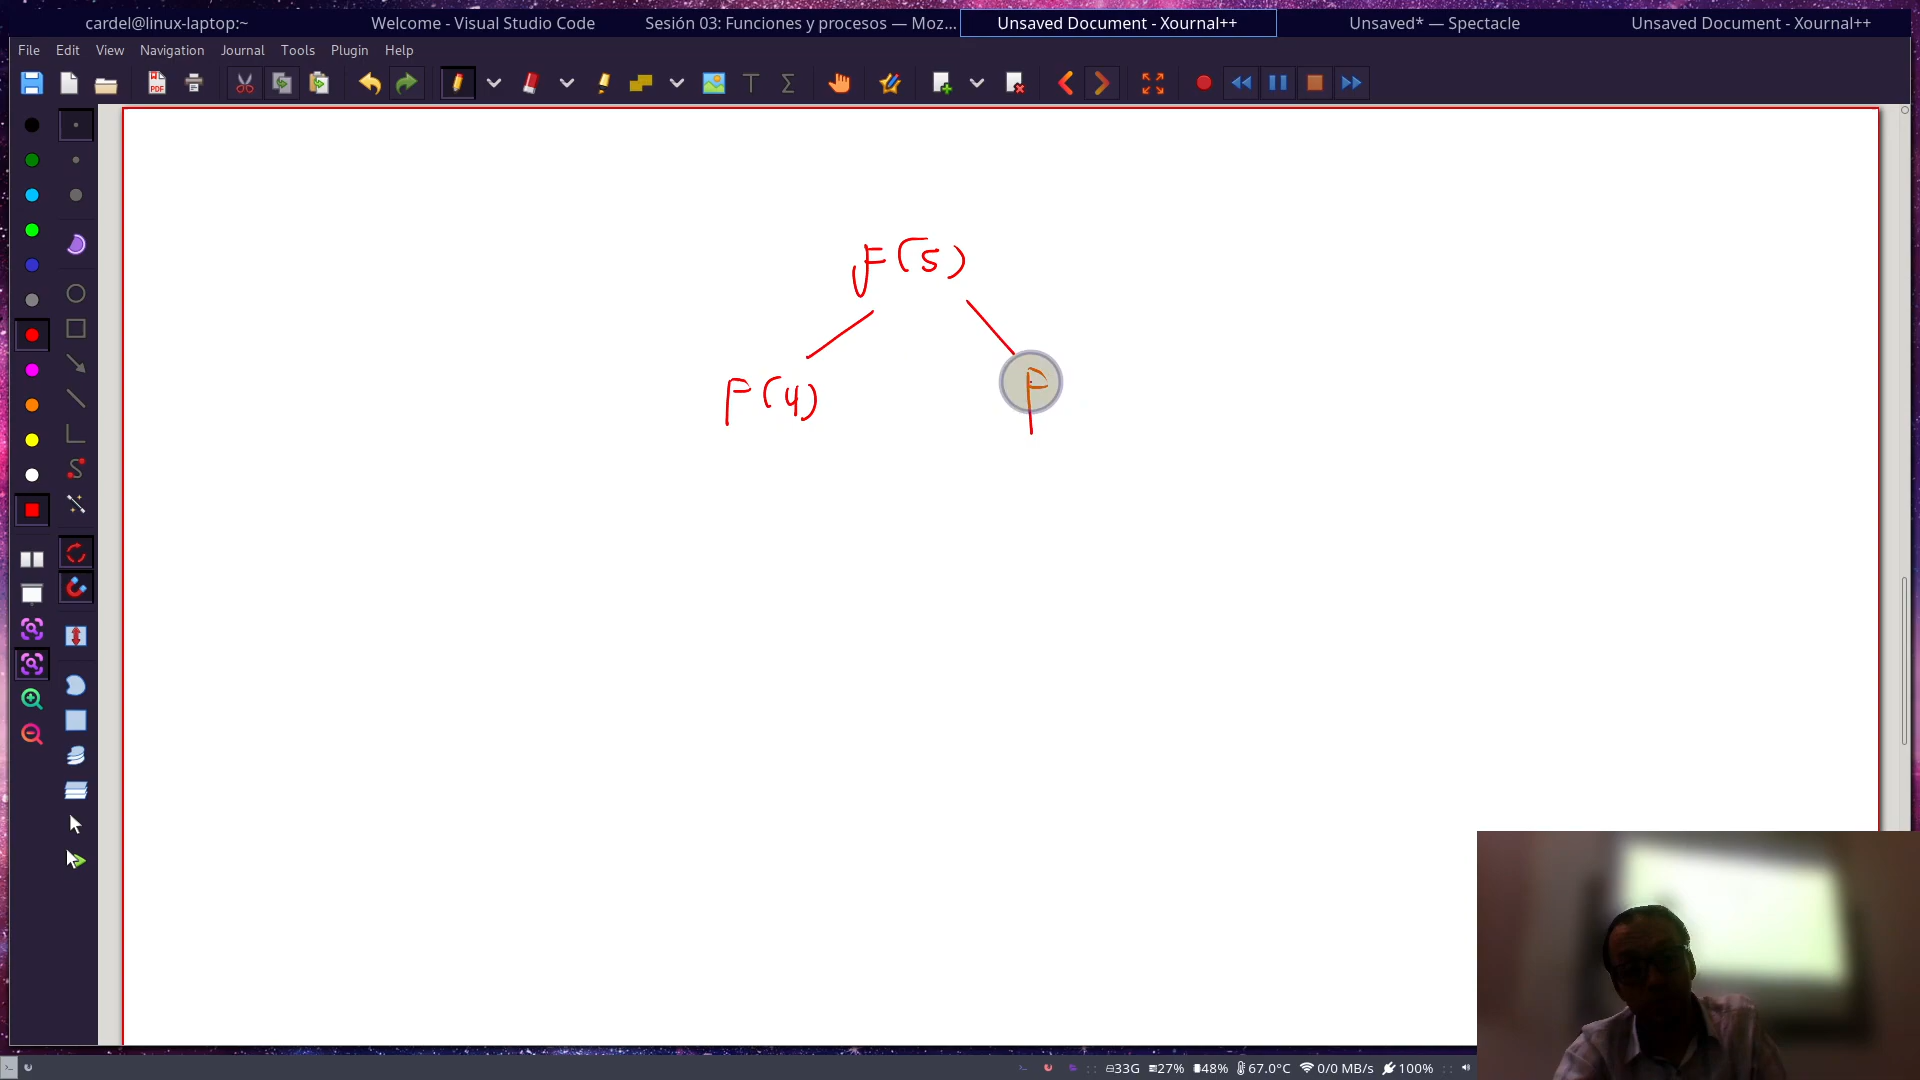 cardel@linux-laptop:~ Welcome - Visual Studio Code Sesión 03: Funciones y procesos — Moz... Unsaved Document - Xournal++ Unsaved* — Spectacle Unsaved Document - Xournal++
File Edit View Navigation Journal Tools Plugin Help
F(5)
F(4) F
33G 27% 48% 67.0°C 0/0 MB/s 100%